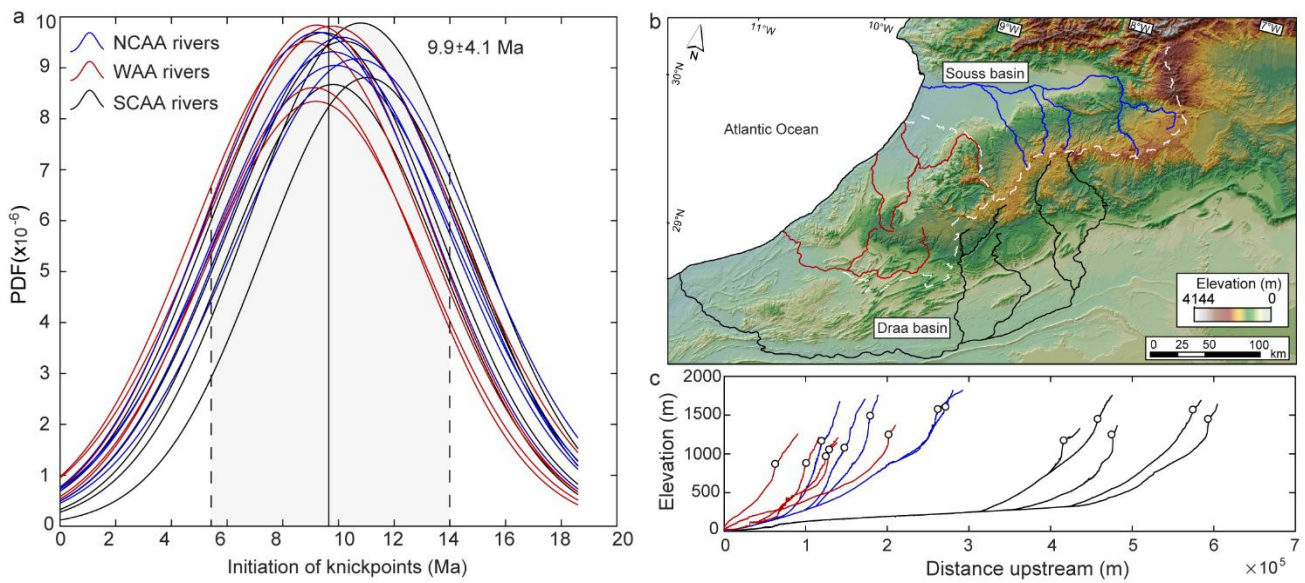 a
NCAA rivers
WAA rivers
SCAA rivers
9.9±4.1 Ma
PDF(x10⁻⁶)
10
9
8
7
6
5
4
3
2
1
0
0 2 4 6 8 10 12 14 16 18 20
Initiation of knickpoints (Ma)
b
N
11°W
10°W
9°W
8°W
7°W
30°N
29°N
Souss basin
Atlantic Ocean
Draa basin
Elevation (m)
4144 0
0 25 50 100
km
c
Elevation (m)
2000
1500
1000
500
0
0 1 2 3 4 5 6 7
Distance upstream (m)
×10⁵